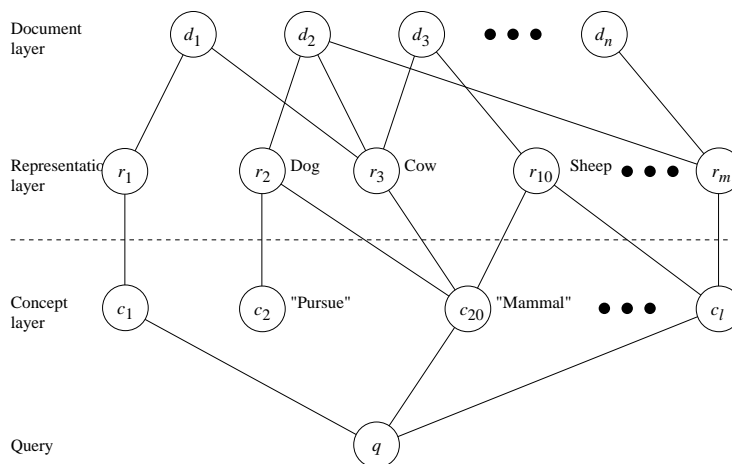 Document
layer
d1
d2
d3
dn
Representatio
layer
r1
r2
Dog
r3
Cow
r10
Sheep
rm
Concept
layer
c1
c2
"Pursue"
c20
"Mammal"
cl
Query
q